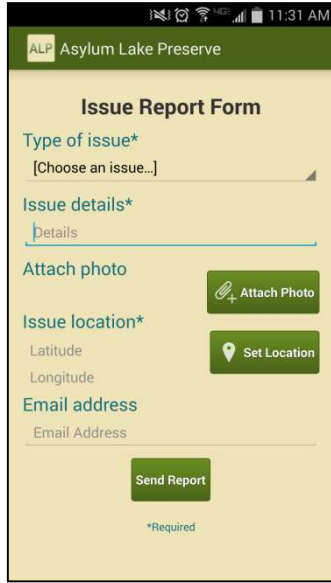 4G 11:31 AM
ALP Asylum Lake Preserve
Issue Report Form
Type of issue*
[Choose an issue...]
Issue details*
Details
Attach photo
Attach Photo
Issue location*
Latitude
Set Location
Longitude
Email address
Email Address
Send Report
*Required